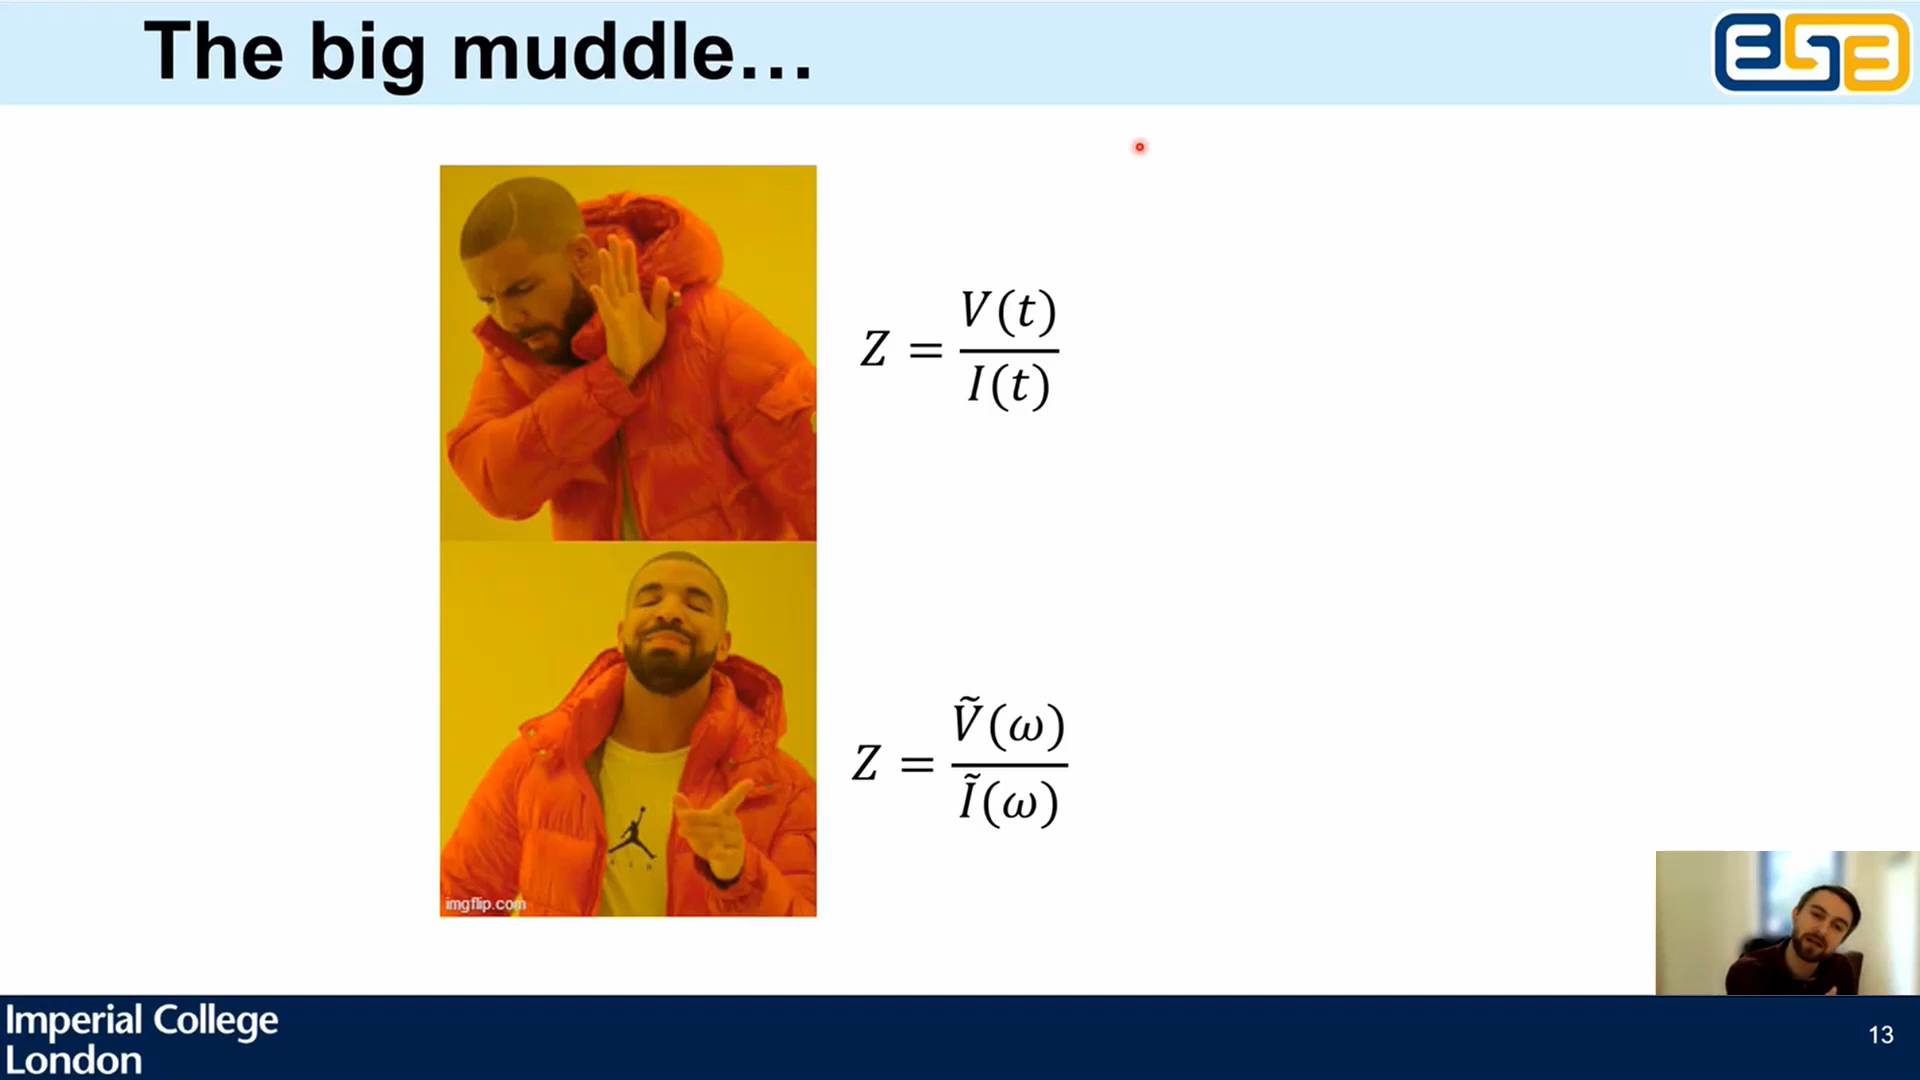 The big muddle…
Z = V(t) / I(t)
Z = Ṽ(ω) / Ĩ(ω)
imgflip.com
Imperial College
London
13